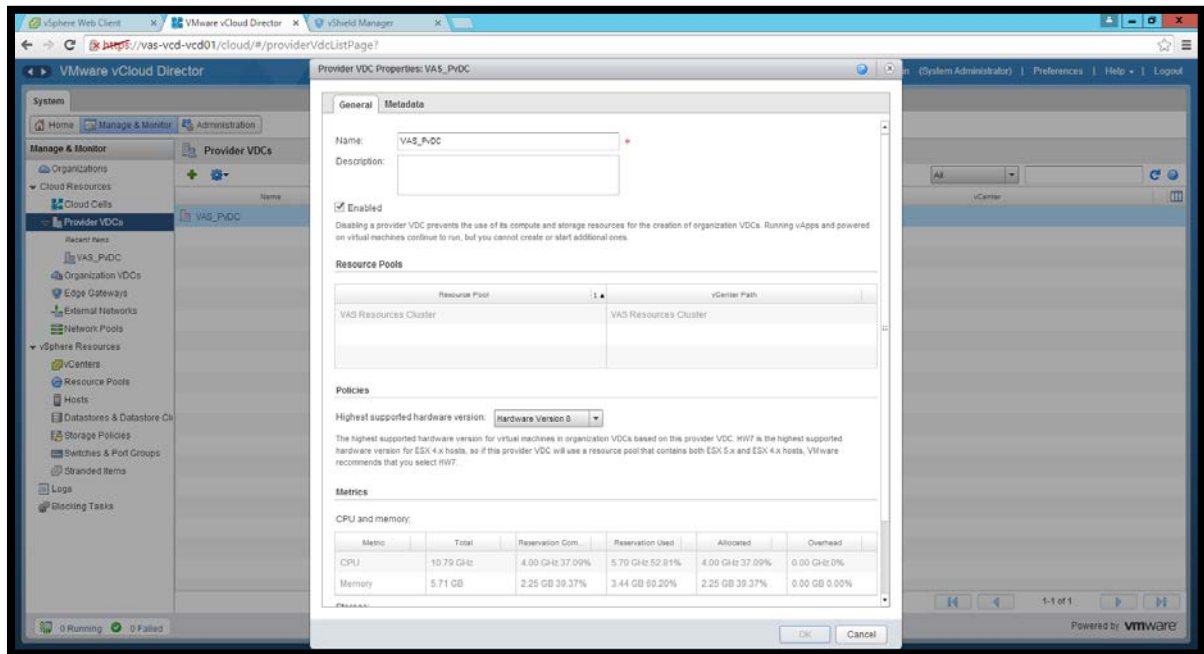 vSphere Web Client
VMware vCloud Director
vShield Manager
https://vas-vcd-vcd01/cloud/#/providerVdcListPage?
VMware vCloud Director
(System Administrator) | Preferences | Help | Logout
Provider VDC Properties: VAS_PvDC
System
Home
Manage & Monitor
Administration
Manage & Monitor
Organizations
Cloud Resources
Cloud Cells
Provider VDCs
Recent Items
VAS_PvDC
Organization VDCs
Edge Gateways
External Networks
Network Pools
vSphere Resources
vCenters
Resource Pools
Hosts
Datastores & Datastore Clu
Storage Policies
Switches & Port Groups
Stranded Items
Logs
Blocking Tasks
Provider VDCs
Name
VAS_PvDC
All
vCenter
General
Metadata
Name: VAS_PvDC *
Description:
Enabled
Disabling a provider VDC prevents the use of its compute and storage resources for the creation of organization VDCs. Running vApps and powered
on virtual machines continue to run, but you cannot create or start additional ones.
Resource Pools
Resource Pool 1 ▲ vCenter Path
VAS Resources Cluster VAS Resources Cluster
Policies
Highest supported hardware version: Hardware Version 8
The highest supported hardware version for virtual machines in organization VDCs based on this provider VDC. HW7 is the highest supported
hardware version for ESX 4.x hosts, so if this provider VDC will use a resource pool that contains both ESX 5.x and ESX 4.x hosts, VMware
recommends that you select HW7.
Metrics
CPU and memory:
Metric Total Reservation Com... Reservation Used Allocated Overhead
CPU 10.79 GHz 4.00 GHz 37.09% 5.70 GHz 52.81% 4.00 GHz 37.09% 0.00 GHz 0%
Memory 5.71 GB 2.25 GB 39.37% 3.44 GB 60.20% 2.25 GB 39.37% 0.00 GB 0.00%
OK
Cancel
1-1 of 1
0 Running
0 Failed
Powered by vmware